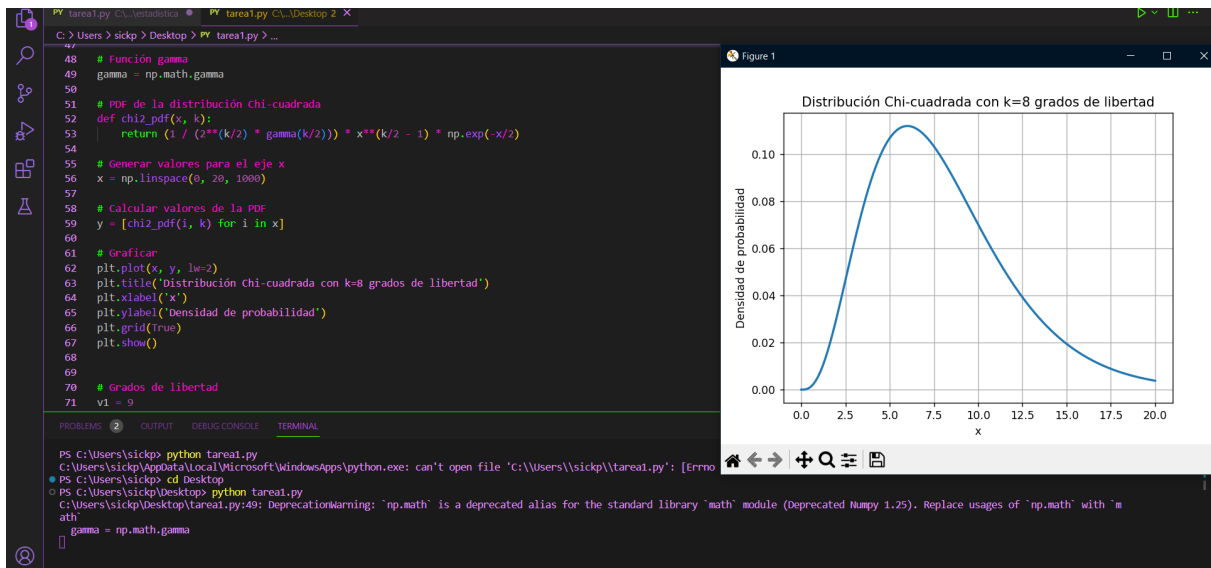 PY tarea1.py C:\...\estadistica ● PY tarea1.py C:\...\Desktop 2 X
C: > Users > sickp > Desktop > PY tarea1.py > ...
47
48 # Función gamma
49 gamma = np.math.gamma
50
51 # PDF de la distribución Chi-cuadrada
52 def chi2_pdf(x, k):
53 return (1 / (2**(k/2) * gamma(k/2))) * x**(k/2 - 1) * np.exp(-x/2)
54
55 # Generar valores para el eje x
56 x = np.linspace(0, 20, 1000)
57
58 # Calcular valores de la PDF
59 y = [chi2_pdf(i, k) for i in x]
60
61 # Graficar
62 plt.plot(x, y, lw=2)
63 plt.title('Distribución Chi-cuadrada con k=8 grados de libertad')
64 plt.xlabel('x')
65 plt.ylabel('Densidad de probabilidad')
66 plt.grid(True)
67 plt.show()
68
69
70 # Grados de libertad
71 v1 = 9
PROBLEMS 2 OUTPUT DEBUG CONSOLE TERMINAL
PS C:\Users\sickp> python tarea1.py
C:\Users\sickp\AppData\Local\Microsoft\WindowsApps\python.exe: can't open file 'C:\\Users\\sickp\\tarea1.py': [Errno
PS C:\Users\sickp> cd Desktop
PS C:\Users\sickp\Desktop> python tarea1.py
C:\Users\sickp\Desktop\tarea1.py:49: DeprecationWarning: `np.math` is a deprecated alias for the standard library `math` module (Deprecated Numpy 1.25). Replace usages of `np.math` with `m
ath`
gamma = np.math.gamma
1
Figure 1
Distribución Chi-cuadrada con k=8 grados de libertad
Densidad de probabilidad
0.10
0.08
0.06
0.04
0.02
0.00
0.0 2.5 5.0 7.5 10.0 12.5 15.0 17.5 20.0
x